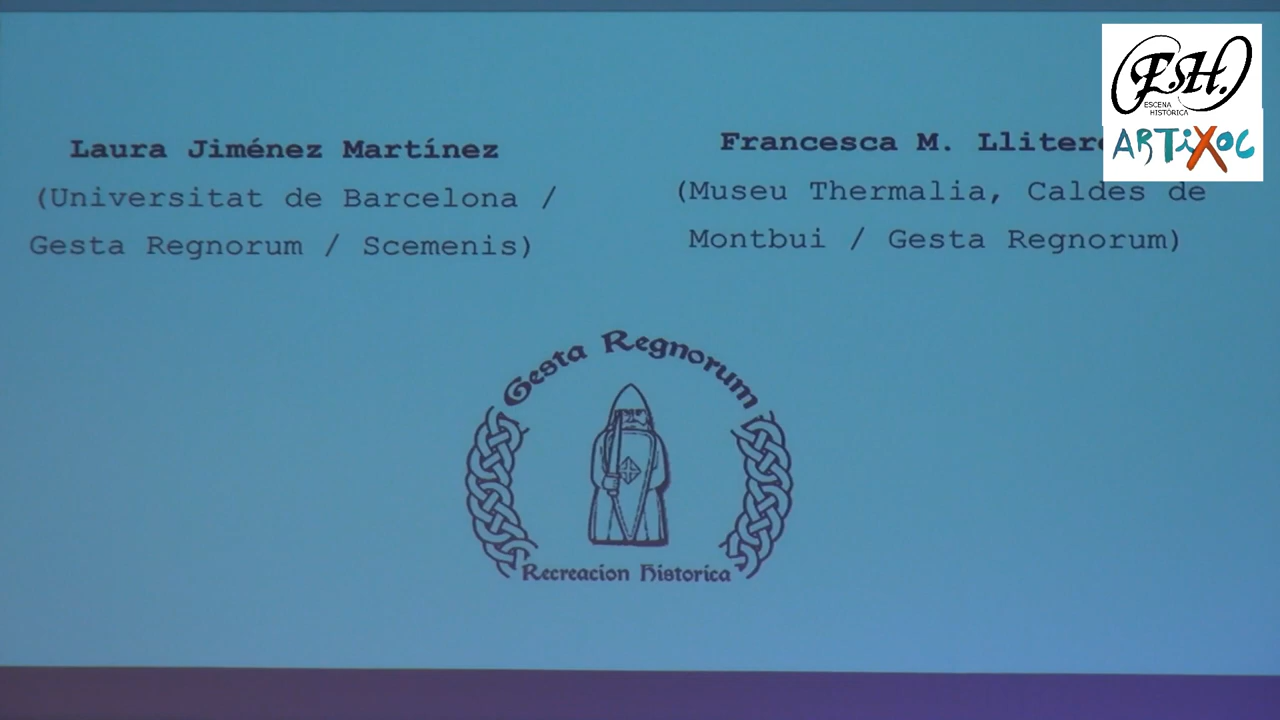 Laura Jiménez Martínez
(Universitat de Barcelona /
Gesta Regnorum / Scemenis)
Francesca M.
(Museu Thermalia, Caldes de
Montbui / Gesta Regnorum)
Gesta Regnorum
Recreacion Historica
E.S.H.
ESCENA
HISTÒRICA
ARTiXOC